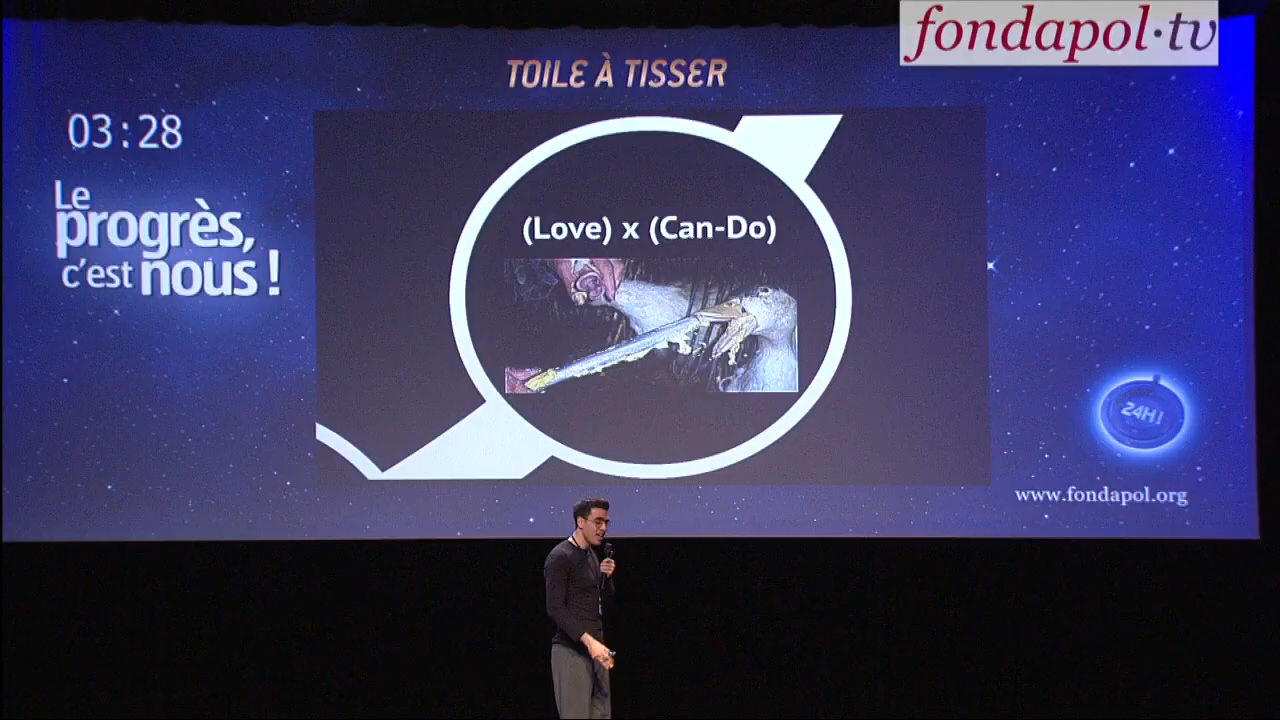 fondapol·tv
TOILE À TISSER
03:28
Le
progrès,
c'est nous !
(Love) x (Can-Do)
24H!
www.fondapol.org